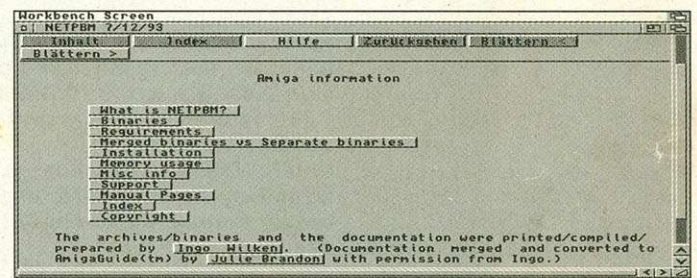 Workbench Screen
NETPBM 7/12/93
Inhalt Index Hilfe Zurückgehen Blättern <
Blättern >
Amiga information
What is NETPBM?
Binaries
Requirements
Merged binaries vs Separate binaries
Installation
Memory usage
Misc info
Support
Manual Pages
Index
Copyright
The archives/binaries and the documentation were printed/compiled/
prepared by Ingo Wilken. (Documentation merged and converted to
AmigaGuide(tm) by Julie Brandon with permission from Ingo.)